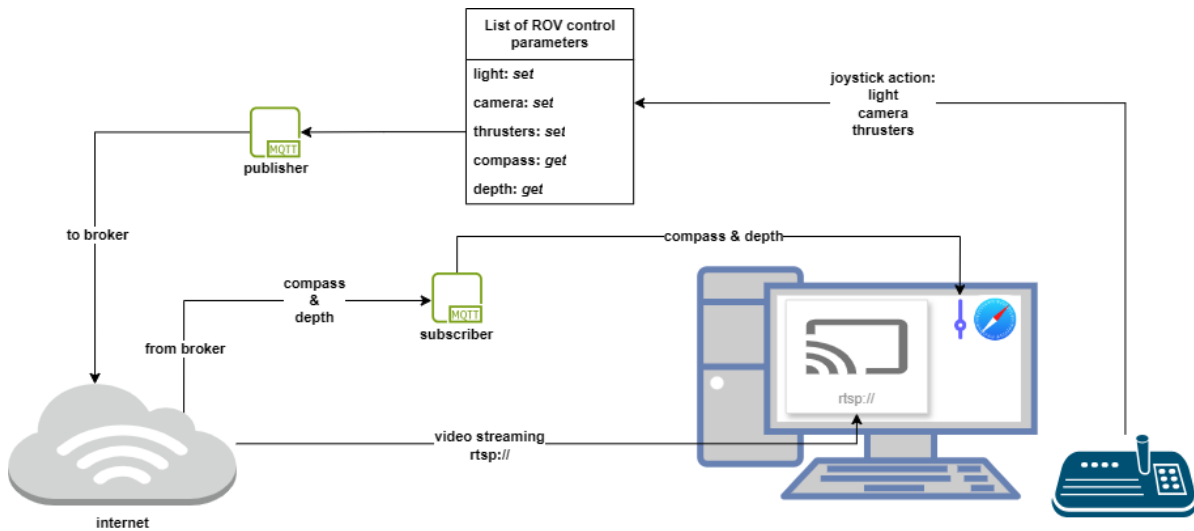 List of ROV control
parameters
light: set
camera: set
thrusters: set
compass: get
depth: get
joystick action:
light
camera
thrusters
MQTT
publisher
to broker
compass & depth
compass
&
depth
MQTT
subscriber
from broker
rtsp://
video streaming
rtsp://
internet